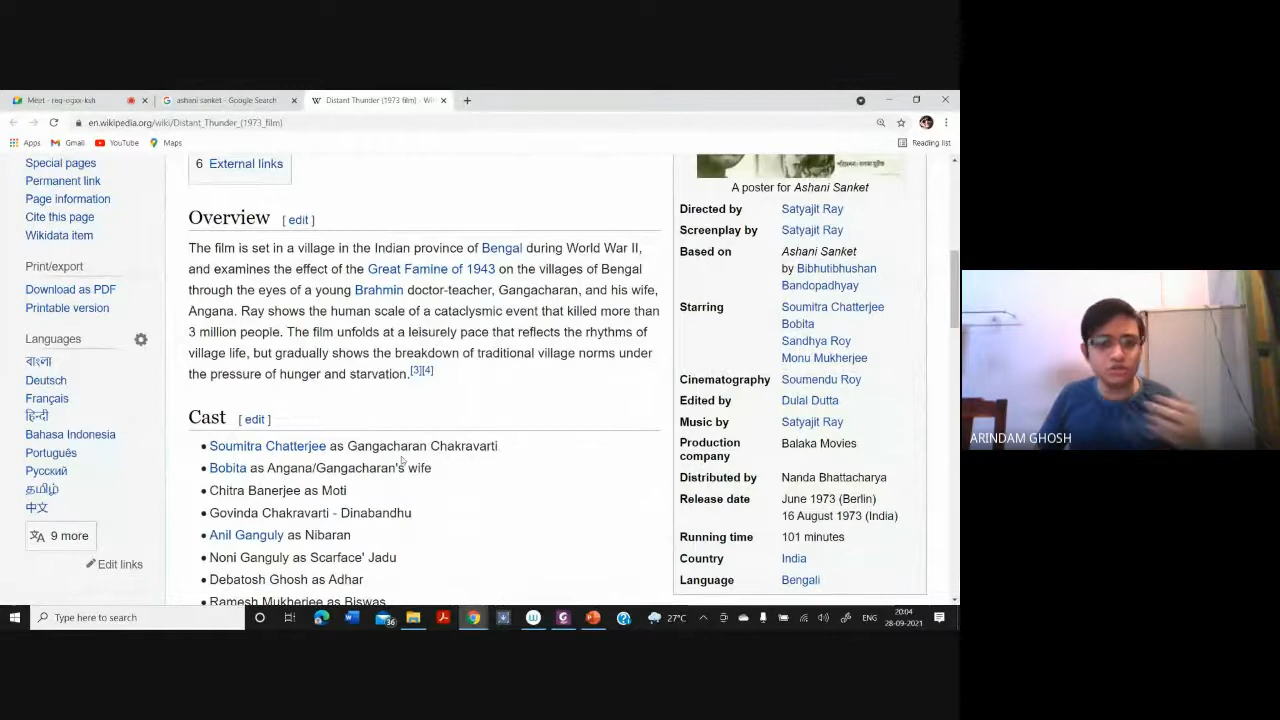 Meet - req-ogxx-ksh
ashani sanket - Google Search
Distant Thunder (1973 film) - Wi
en.wikipedia.org/wiki/Distant_Thunder_(1973_film)
Apps Gmail YouTube Maps Reading list
Special pages
Permanent link
Page information
Cite this page
Wikidata item
Print/export
Download as PDF
Printable version
Languages
বাংলা
Deutsch
Français
हिन्दी
Bahasa Indonesia
Português
Русский
தமிழ்
中文
9 more
Edit links
6 External links
Overview [ edit ]
The film is set in a village in the Indian province of Bengal during World War II,
and examines the effect of the Great Famine of 1943 on the villages of Bengal
through the eyes of a young Brahmin doctor-teacher, Gangacharan, and his wife,
Angana. Ray shows the human scale of a cataclysmic event that killed more than
3 million people. The film unfolds at a leisurely pace that reflects the rhythms of
village life, but gradually shows the breakdown of traditional village norms under
the pressure of hunger and starvation.[3][4]
Cast [ edit ]
• Soumitra Chatterjee as Gangacharan Chakravarti
• Bobita as Angana/Gangacharan's wife
• Chitra Banerjee as Moti
• Govinda Chakravarti - Dinabandhu
• Anil Ganguly as Nibaran
• Noni Ganguly as Scarface' Jadu
• Debatosh Ghosh as Adhar
• Ramesh Mukherjee as Biswas
A poster for Ashani Sanket
Directed by Satyajit Ray
Screenplay by Satyajit Ray
Based on Ashani Sanket
by Bibhutibhushan
Bandopadhyay
Starring Soumitra Chatterjee
Bobita
Sandhya Roy
Monu Mukherjee
Cinematography Soumendu Roy
Edited by Dulal Dutta
Music by Satyajit Ray
Production Balaka Movies
company
Distributed by Nanda Bhattacharya
Release date June 1973 (Berlin)
16 August 1973 (India)
Running time 101 minutes
Country India
Language Bengali
ARINDAM GHOSH
Type here to search
36
27°C
ENG
20:04
28-09-2021